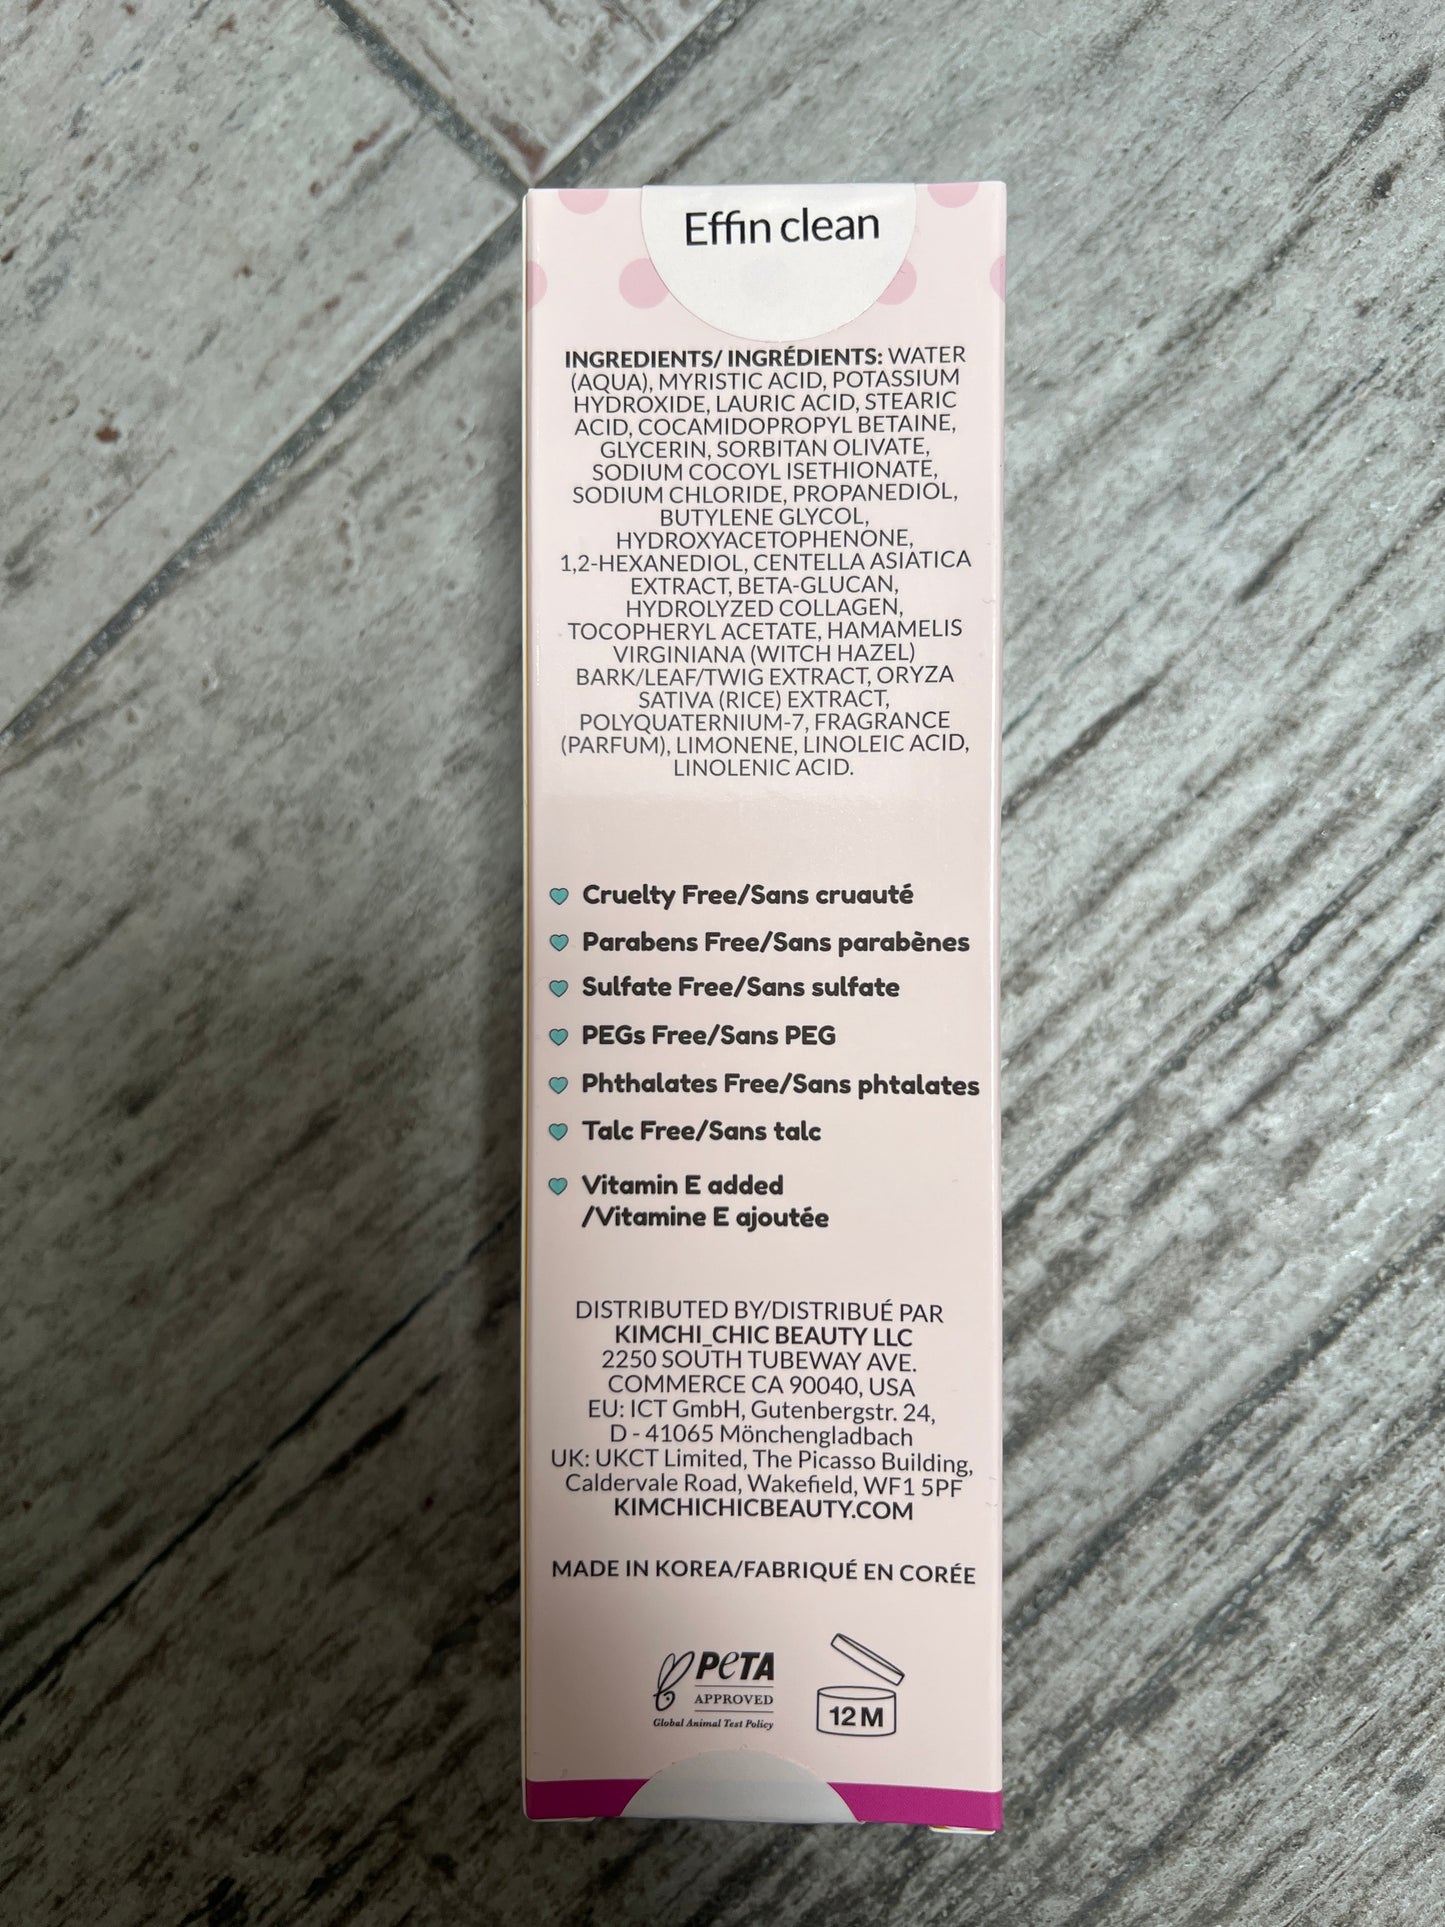 Effin clean
INGREDIENTS/ INGRÉDIENTS: WATER
(AQUA), MYRISTIC ACID, POTASSIUM
HYDROXIDE, LAURIC ACID, STEARIC
ACID, COCAMIDOPROPYL BETAINE,
GLYCERIN, SORBITAN OLIVATE,
SODIUM COCOYL ISETHIONATE,
SODIUM CHLORIDE, PROPANEDIOL,
BUTYLENE GLYCOL,
HYDROXYACETOPHENONE,
1,2-HEXANEDIOL, CENTELLA ASIATICA
EXTRACT, BETA-GLUCAN,
HYDROLYZED COLLAGEN,
TOCOPHERYL ACETATE, HAMAMELIS
VIRGINIANA (WITCH HAZEL)
BARK/LEAF/TWIG EXTRACT, ORYZA
SATIVA (RICE) EXTRACT,
POLYQUATERNIUM-7, FRAGRANCE
(PARFUM), LIMONENE, LINOLEIC ACID,
LINOLENIC ACID.
Cruelty Free/Sans cruauté
Parabens Free/Sans parabènes
Sulfate Free/Sans sulfate
PEGs Free/Sans PEG
Phthalates Free/Sans phtalates
Talc Free/Sans talc
Vitamin E added
/Vitamine E ajoutée
DISTRIBUTED BY/DISTRIBUÉ PAR
KIMCHI_CHIC BEAUTY LLC
2250 SOUTH TUBEWAY AVE.
COMMERCE CA 90040, USA
EU: ICT GmbH, Gutenbergstr. 24,
D - 41065 Mönchengladbach
UK: UKCT Limited, The Picasso Building,
Caldervale Road, Wakefield, WF1 5PF
KIMCHICHICBEAUTY.COM
MADE IN KOREA/FABRIQUÉ EN CORÉE
PeTA
APPROVED
Global Animal Test Policy
12 M